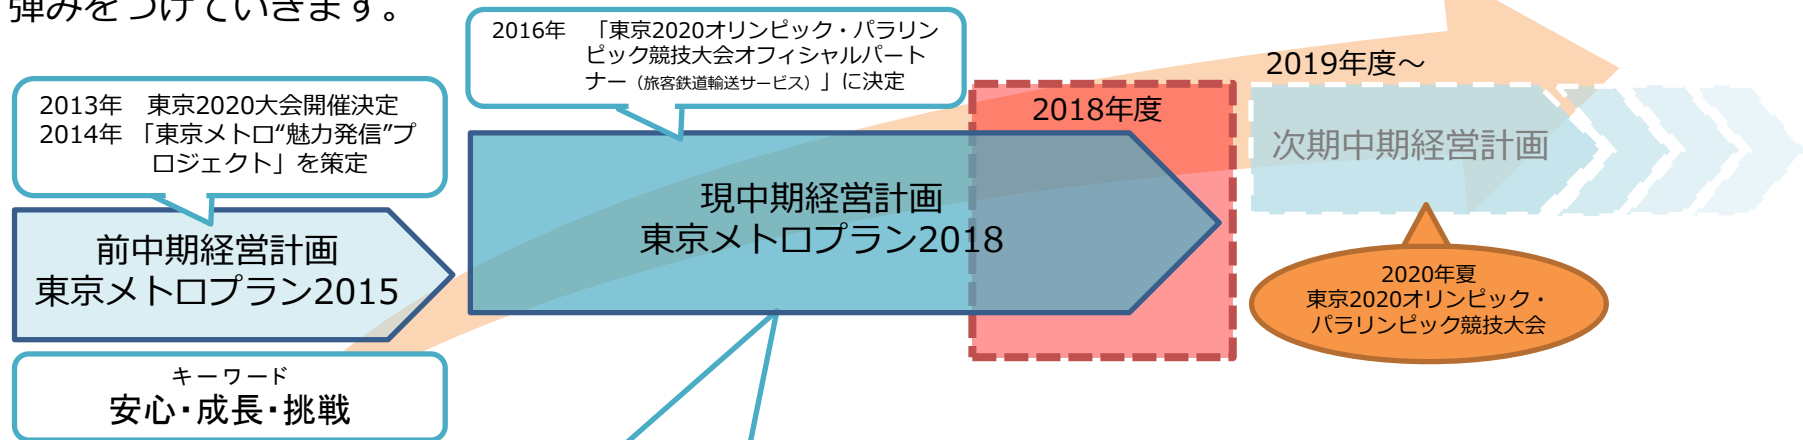 弾みをつけていきます。
2016年 「東京2020オリンピック・パラリン
ピック競技大会オフィシャルパート
ナー（旅客鉄道輸送サービス）」に決定
2013年 東京2020大会開催決定
2014年 「東京メトロ“魅力発信”プ
ロジェクト」を策定
2018年度
2019年度～
前中期経営計画
東京メトロプラン2015
現中期経営計画
東京メトロプラン2018
次期中期経営計画
2020年夏
東京2020オリンピック・
パラリンピック競技大会
キーワード
安心・成長・挑戦